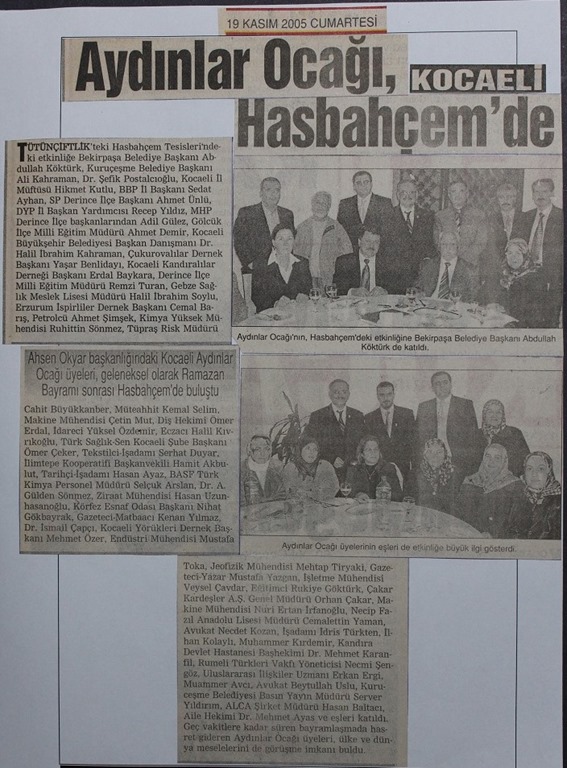 19 KASIM 2005 CUMARTESİ
Aydınlar Ocağı, KOCAELİ
Hasbahçem'de
TÜTÜNÇİFTLİK'teki Hasbahçem Tesisleri'nde-
ki etkinliğe Bekirpaşa Belediye Başkanı Ab-
dullah Köktürk, Kuruçeşme Belediye Başkanı
Ali Kahraman, Dr. Şefik Postalcıoğlu, Kocaeli İl
Müftüsü Hikmet Kutlu, BBP İl Başkanı Sedat
Ayhan, SP Derince İlçe Başkanı Ahmet Ünlü,
DYP İl Başkan Yardımcısı Recep Yıldız, MHP
Derince İlçe başkanlarından Adil Gülez, Gölcük
İlçe Milli Eğitim Müdürü Ahmet Demir, Kocaeli
Büyükşehir Belediyesi Başkan Danışmanı Dr.
Halil İbrahim Kahraman, Çukurovalılar Dernek
Başkanı Yaşar Benlidayı, Kocaeli Kandıralılar
Derneği Başkanı Erdal Baykara, Derince İlçe
Milli Eğitim Müdürü Remzi Turan, Gebze Sağ-
lık Meslek Lisesi Müdürü Halil İbrahim Soylu,
Erzurum İspirliler Dernek Başkanı Cemal Ba-
rış, Petrolcü Ahmet Şimşek, Kimya Yüksek Mü-
hendisi Ruhittin Sönmez, Tüpraş Risk Müdürü
Aydınlar Ocağı'nın, Hasbahçem'deki etkinliğine Bekirpaşa Belediye Başkanı Abdullah
Köktürk de katıldı.
Ahsen Okyar başkanlığındaki Kocaeli Aydınlar
Ocağı üyeleri, geleneksel olarak Ramazan
Bayramı sonrası Hasbahçem'de buluştu
Cahit Büyükkanber, Müteahhit Kemal Selim,
Makine Mühendisi Çetin Mut, Diş Hekimi Ömer
Erdal, İdareci Yüksel Özdemir, Eczacı Halil Kıv-
rıkoğlu, Türk Sağlık-Sen Kocaeli Şube Başkanı
Ömer Çeker, Tekstilci-İşadamı Serhat Duyar,
İlimtepe Kooperatifi Başkanvekili Hamit Akbu-
lut, Tarihçi-İşadamı Hasan Ayaz, BASF Türk
Kimya Personel Müdürü Selçuk Arslan, Dr. A.
Gülden Sönmez, Ziraat Mühendisi Hasan Uzun-
hasanoğlu, Körfez Esnaf Odası Başkanı Nihat
Gökbayrak, Gazeteci-Matbaacı Kenan Yılmaz,
Dr. İsmail Çapçı, Kocaeli Yörükleri Dernek Baş-
kanı Mehmet Özer, Endüstri Mühendisi Mustafa
Aydınlar Ocağı üyelerinin eşleri de etkinliğe büyük ilgi gösterdi.
Toka, Jeofizik Mühendisi Mehtap Tiryaki, Gaze-
teci-Yazar Mustafa Yazgan, İşletme Mühendisi
Veysel Çavdar, Eğitimci Rukiye Göktürk, Çakar
Kardeşler A.Ş. Genel Müdürü Orhan Çakar, Ma-
kine Mühendisi Nuri Ertan İrfanoğlu, Necip Fa-
zıl Anadolu Lisesi Müdürü Cemalettin Yaman,
Avukat Necdet Kozan, İşadamı İdris Türkten, İl-
han Kolaylı, Muhammer Kırdemir, Kandıra
Devlet Hastanesi Başhekimi Dr. Mehmet Karan-
fil, Rumeli Türkleri Vakfı Yöneticisi Necmi Şen-
göz, Uluslararası İlişkiler Uzmanı Erkan Ergi,
Muammer Avcı, Avukat Beytullah Uslu, Kuru-
çeşme Belediyesi Basın Yayın Müdürü Server
Yıldırım, ALCA Şirket Müdürü Hasan Baltacı,
Aile Hekimi Dr. Mehmet Ayas ve eşleri katıldı.
Geç vakitlere kadar süren bayramlaşmada has-
ret gideren Aydınlar Ocağı üyeleri, ülke ve dün-
ya meselelerini de görüşme imkanı buldu.